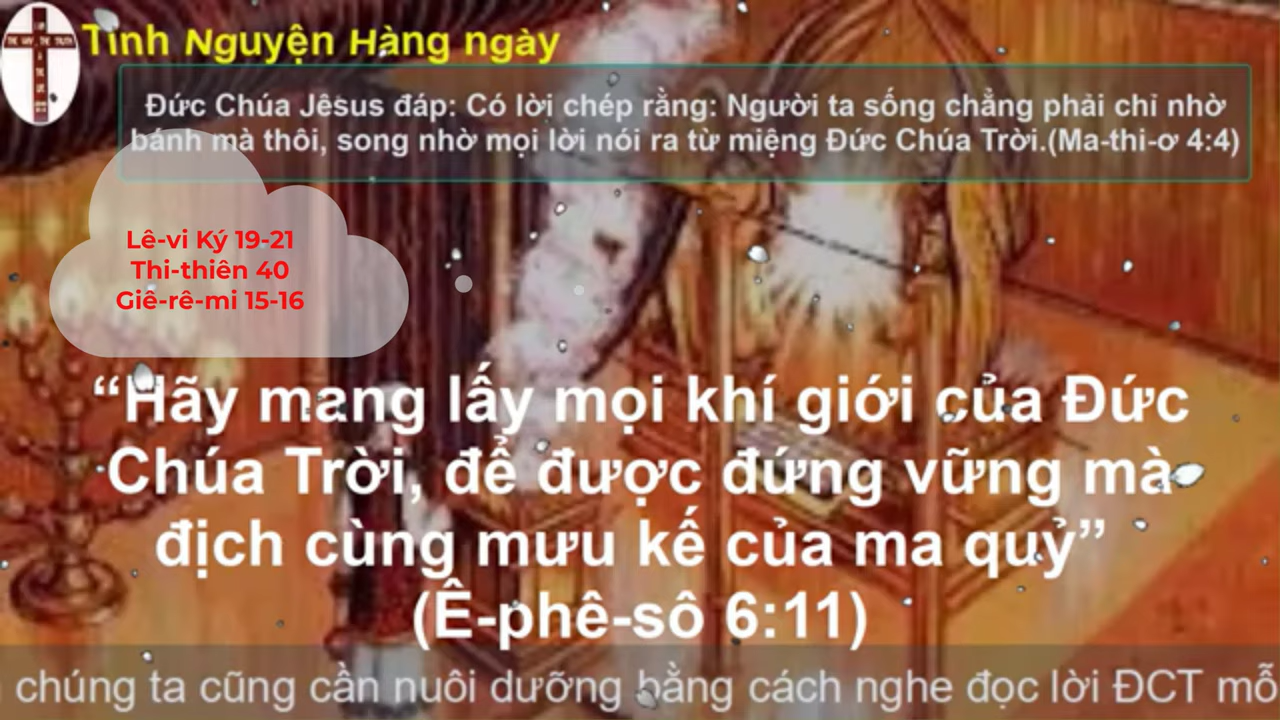 Tình Nguyện Hàng ngày
Đức Chúa Jêsus đáp: Có lời chép rằng: Người ta sống chẳng phải chỉ nhờ
bánh mà thôi, song nhờ mọi lời nói ra từ miệng Đức Chúa Trời.(Ma-thi-ơ 4:4)
Lê-vi Ký 19-21
Thi-thiên 40
Giê-rê-mi 15-16
“Hãy mang lấy mọi khí giới của Đức
Chúa Trời, để được đứng vững mà
địch cùng mưu kế của ma quỷ”
(Ê-phê-sô 6:11)
chúng ta cũng cần nuôi dưỡng bằng cách nghe đọc lời ĐCT mỗ